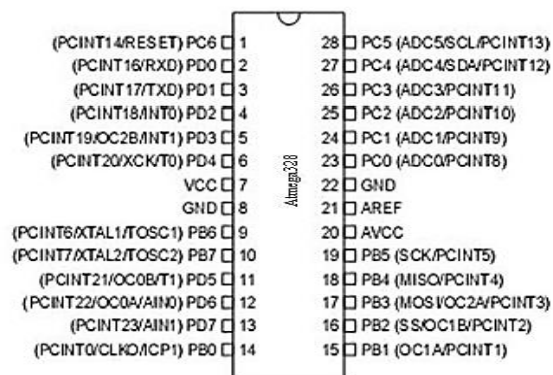 (PCINT14/RESET) PC6 1
(PCINT16/RXD) PD0 2
(PCINT17/TXD) PD1 3
(PCINT18/INT0) PD2 4
(PCINT19/OC2B/INT1) PD3 5
(PCINT20/XCK/T0) PD4 6
VCC 7
GND 8
(PCINT6/XTAL1/TOSC1) PB6 9
(PCINT7/XTAL2/TOSC2) PB7 10
(PCINT21/OC0B/T1) PD5 11
(PCINT22/OC0A/AIN0) PD6 12
(PCINT23/AIN1) PD7 13
(PCINT0/CLKO/ICP1) PB0 14
Atmega328
28 PC5 (ADC5/SCL/PCINT13)
27 PC4 (ADC4/SDA/PCINT12)
26 PC3 (ADC3/PCINT11)
25 PC2 (ADC2/PCINT10)
24 PC1 (ADC1/PCINT9)
23 PC0 (ADC0/PCINT8)
22 GND
21 AREF
20 AVCC
19 PB5 (SCK/PCINT5)
18 PB4 (MISO/PCINT4)
17 PB3 (MOSI/OC2A/PCINT3)
16 PB2 (SS/OC1B/PCINT2)
15 PB1 (OC1A/PCINT1)